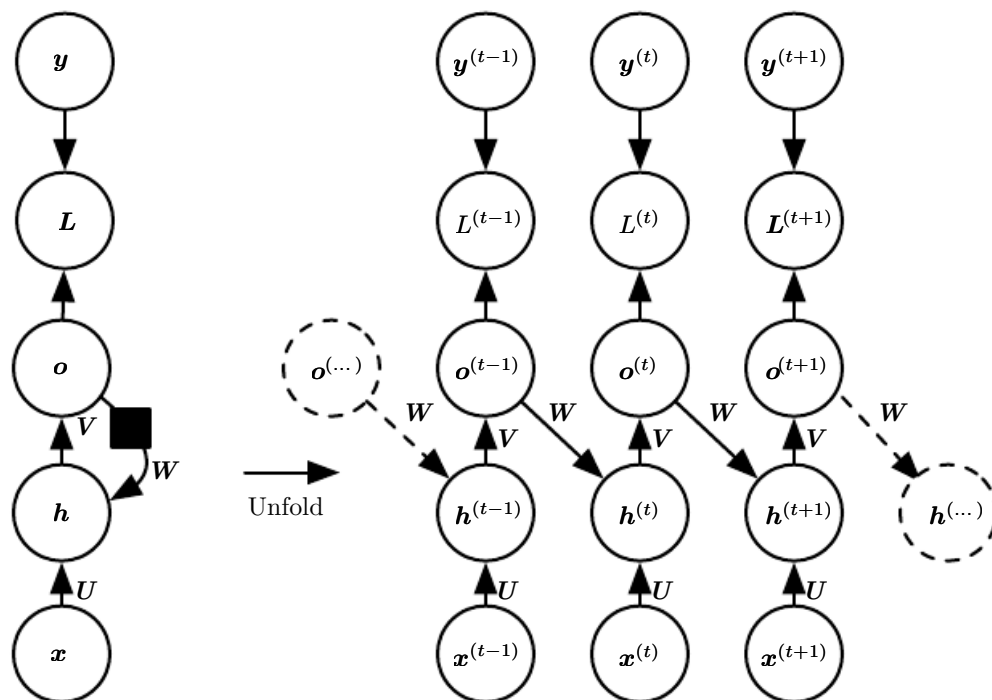 y y^(t−1) y^(t) y^(t+1)
L L^(t−1) L^(t) L^(t+1)
o o^(...) o^(t−1) o^(t) o^(t+1)
W W W W
V V V V
W
Unfold
h h^(t−1) h^(t) h^(t+1) h^(...)
U U U U
x x^(t−1) x^(t) x^(t+1)